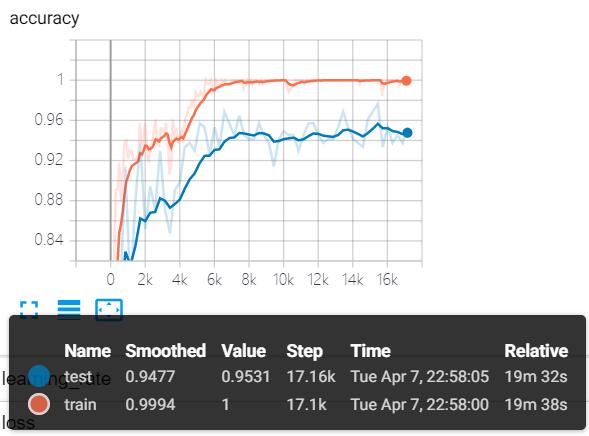 accuracy
1
0.96
0.92
0.88
0.84
0 2k 4k 6k 8k 10k 12k 14k 16k
Name Smoothed Value Step Time Relative
learning_rate
test 0.9477 0.9531 17.16k Tue Apr 7, 22:58:05 19m 32s
train 0.9994 1 17.1k Tue Apr 7, 22:58:00 19m 38s
loss